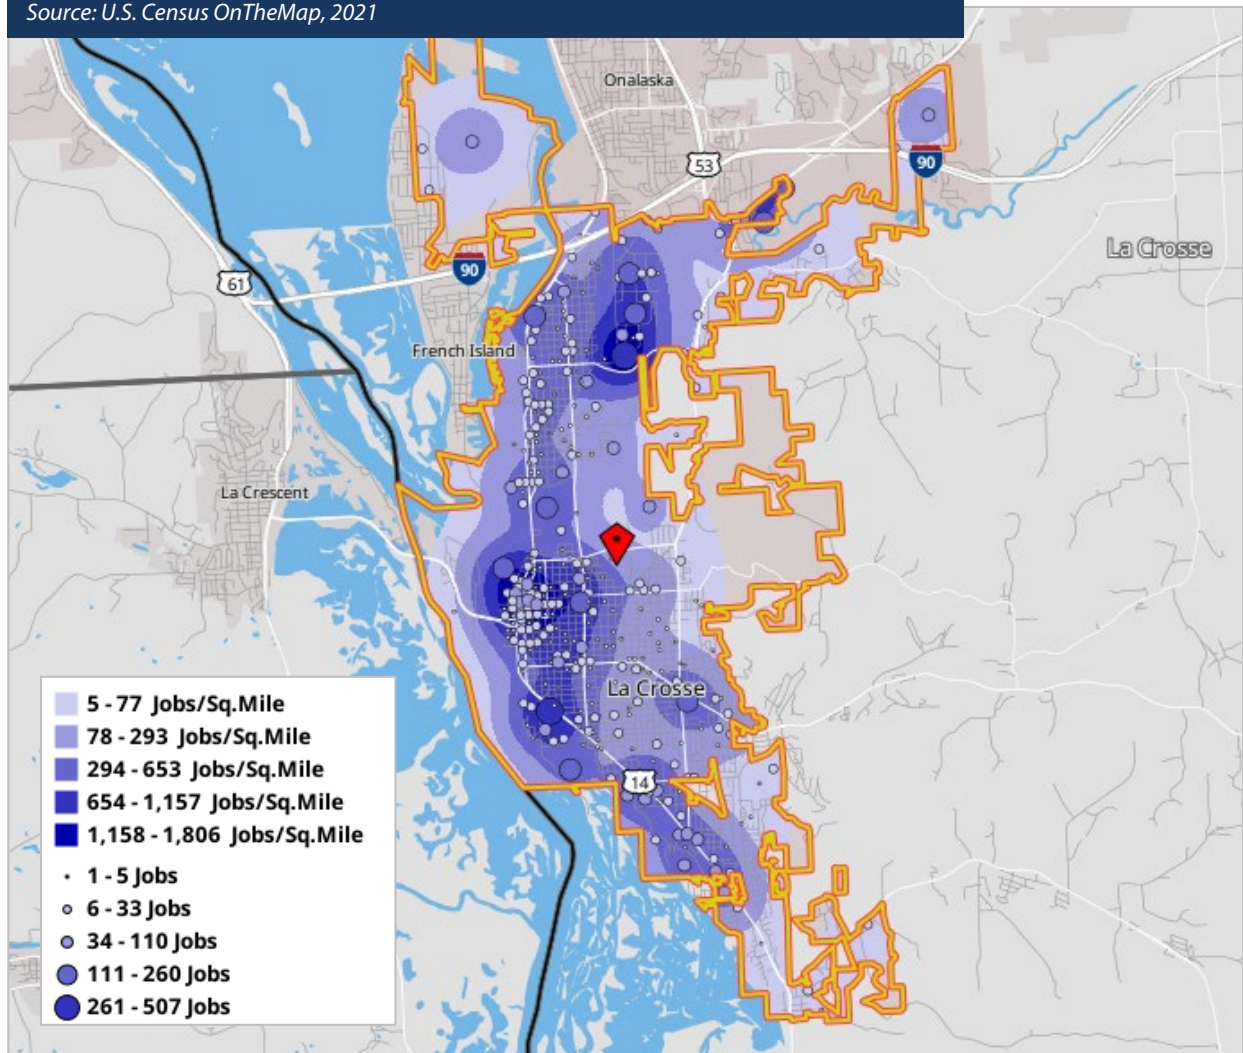 Source: U.S. Census OnTheMap, 2021
Onalaska
53
90
La Crosse
90
61
French Island
La Crescent
La Crosse
14
5 - 77 Jobs/Sq.Mile
78 - 293 Jobs/Sq.Mile
294 - 653 Jobs/Sq.Mile
654 - 1,157 Jobs/Sq.Mile
1,158 - 1,806 Jobs/Sq.Mile
1 - 5 Jobs
6 - 33 Jobs
34 - 110 Jobs
111 - 260 Jobs
261 - 507 Jobs